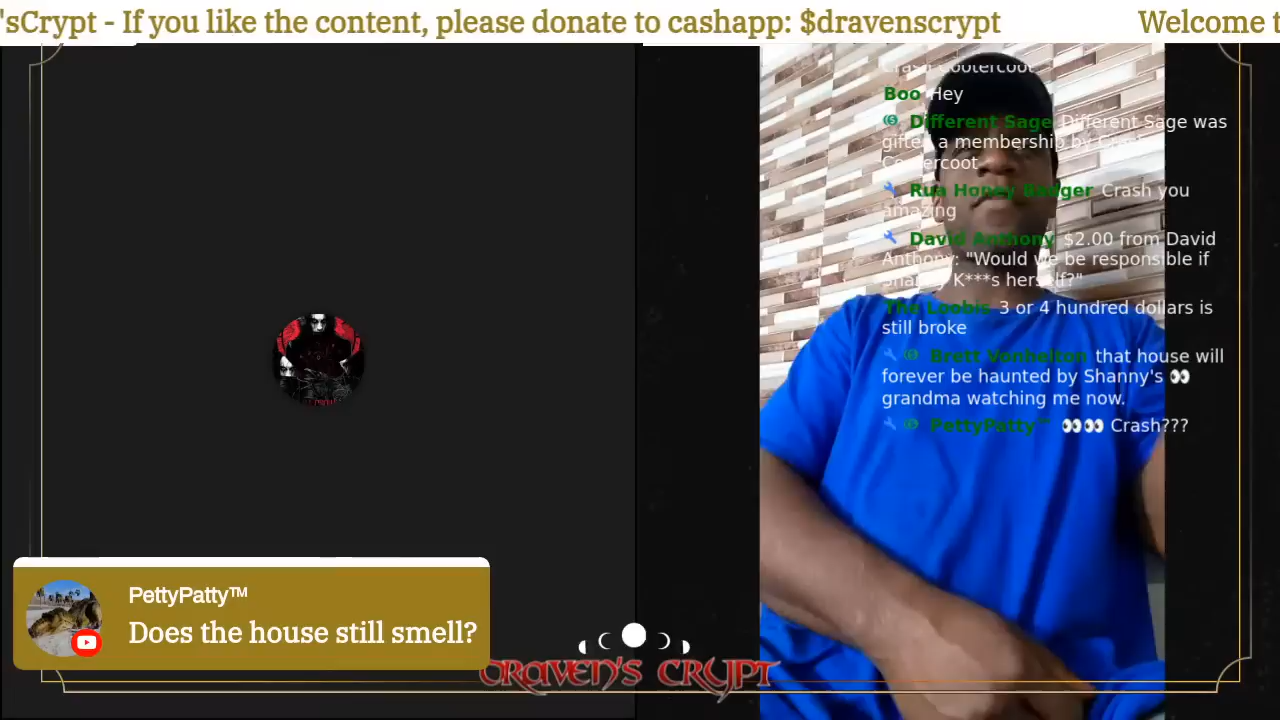 'sCrypt - If you like the content, please donate to cashapp: $dravenscrypt
Welcome t
Crash Cootercoot
Boo Hey
Different Sage Different Sage was
gifted a membership by Crash
Cootercoot
Rua Honey Badger Crash you
amazing
David Anthony $2.00 from David
Anthony: "Would we be responsible if
Shanny K***s herself?"
The Loobis 3 or 4 hundred dollars is
still broke
Brett Vonhelton that house will
forever be haunted by Shanny's 👀
grandma watching me now.
PettyPatty™ 👀👀 Crash???
PettyPatty™
Does the house still smell?
DRAVEN'S CRYPT